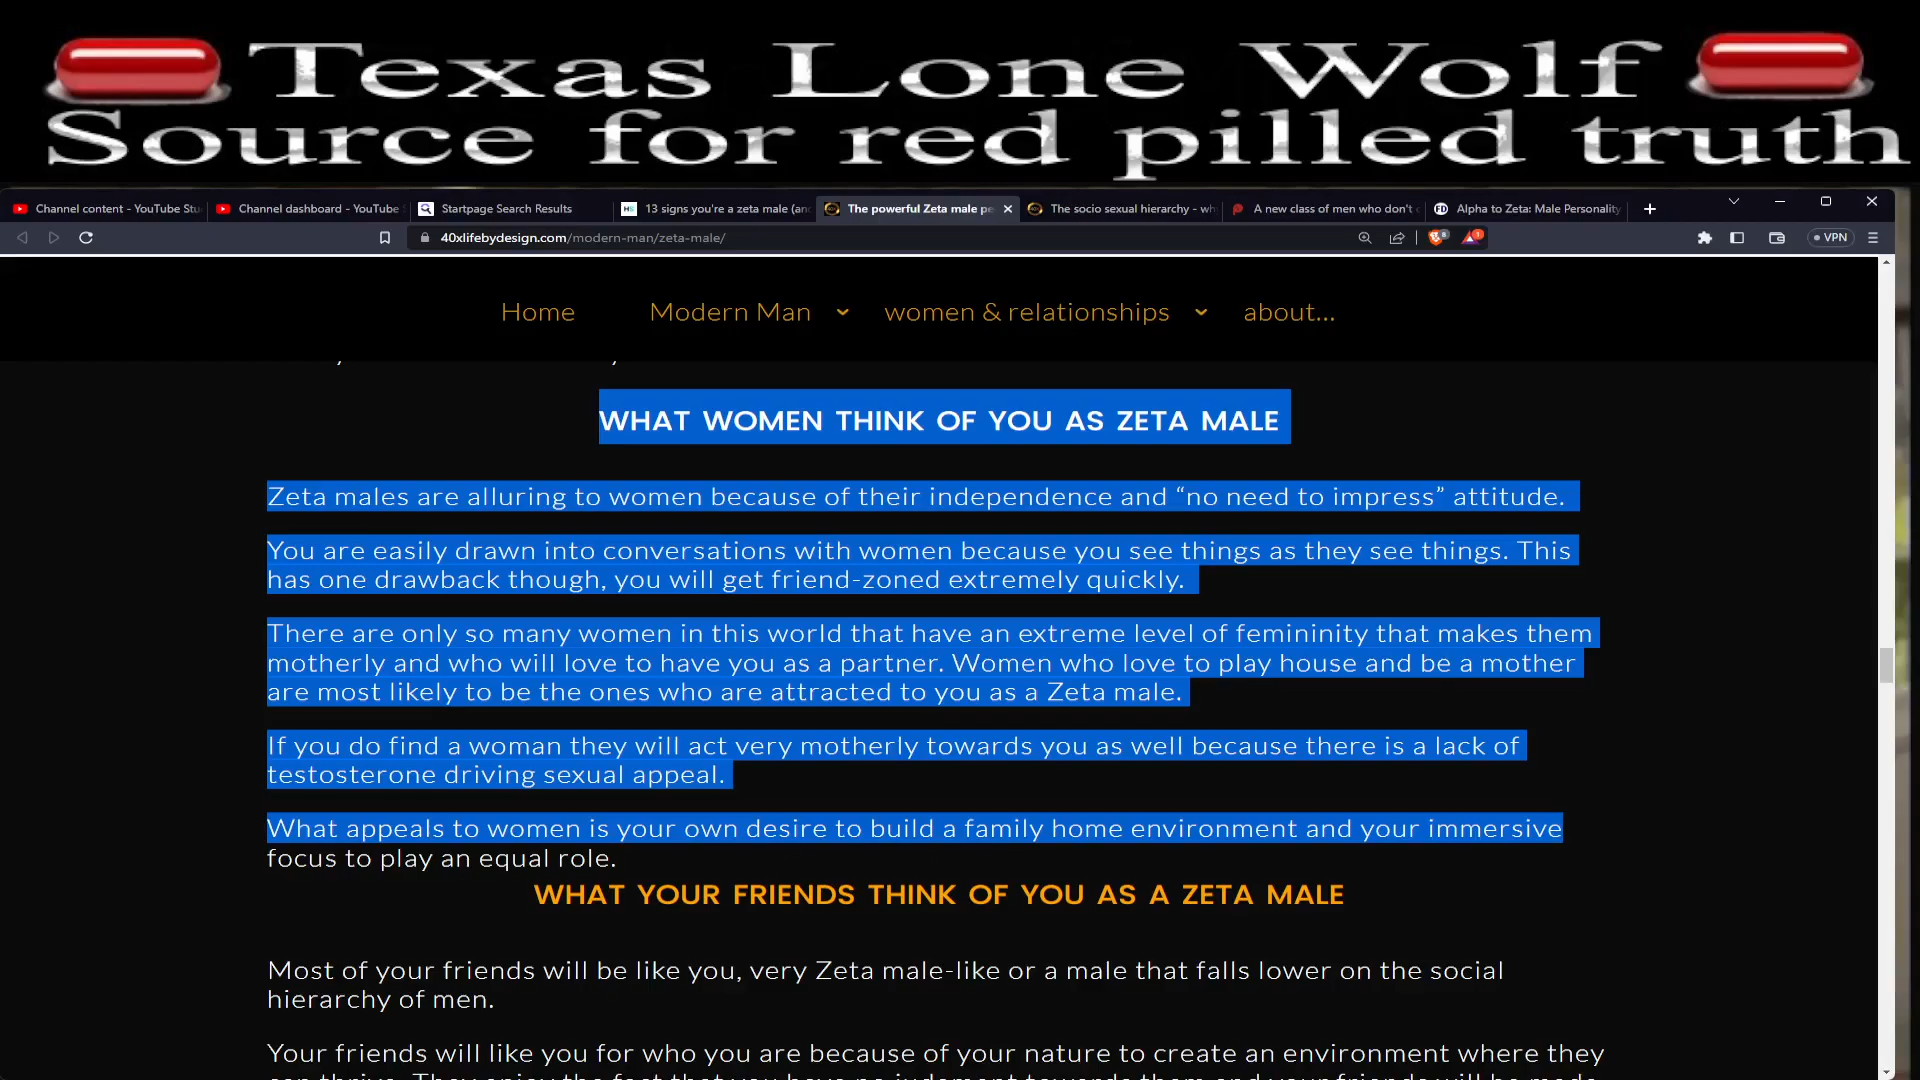 Texas Lone Wolf
Source for red pilled truth
Channel content - YouTube Stu
Channel dashboard - YouTube
Startpage Search Results
13 signs you're a zeta male (an
The powerful Zeta male pe
The socio sexual hierarchy - wh
A new class of men who don't
FD Alpha to Zeta: Male Personality
40xlifebydesign.com/modern-man/zeta-male/
8
1
VPN
Home Modern Man women & relationships about...
WHAT WOMEN THINK OF YOU AS ZETA MALE
Zeta males are alluring to women because of their independence and “no need to impress” attitude.
You are easily drawn into conversations with women because you see things as they see things. This
has one drawback though, you will get friend-zoned extremely quickly.
There are only so many women in this world that have an extreme level of femininity that makes them
motherly and who will love to have you as a partner. Women who love to play house and be a mother
are most likely to be the ones who are attracted to you as a Zeta male.
If you do find a woman they will act very motherly towards you as well because there is a lack of
testosterone driving sexual appeal.
What appeals to women is your own desire to build a family home environment and your immersive
focus to play an equal role.
WHAT YOUR FRIENDS THINK OF YOU AS A ZETA MALE
Most of your friends will be like you, very Zeta male-like or a male that falls lower on the social
hierarchy of men.
Your friends will like you for who you are because of your nature to create an environment where they